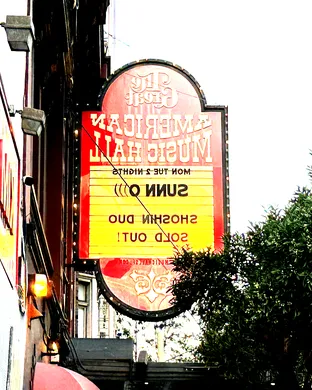 The
Great
AMERICAN
MUSIC HALL
MON TUE 2 NIGHTS
SUNN O)))
SHOSHIN DUO
SOLD OUT!